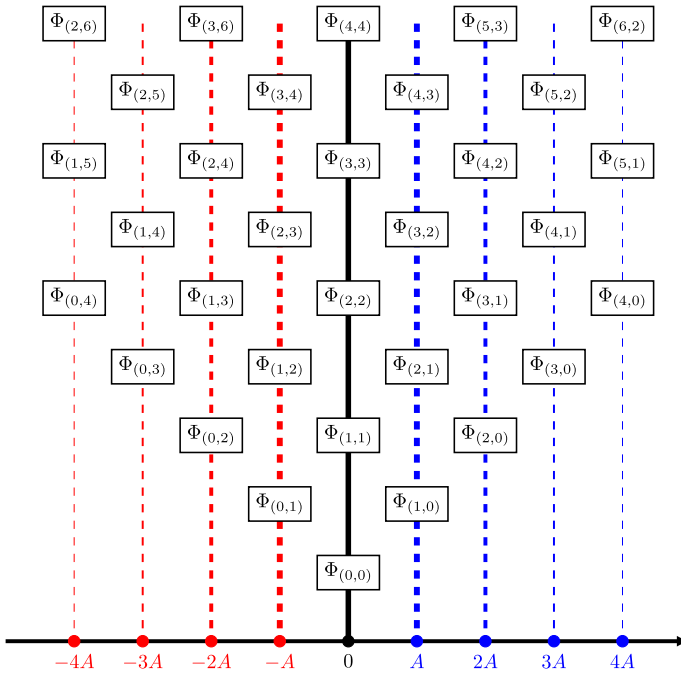 Φ(2,6) Φ(3,6) Φ(4,4) Φ(5,3) Φ(6,2)
Φ(2,5) Φ(3,4) Φ(4,3) Φ(5,2)
Φ(1,5) Φ(2,4) Φ(3,3) Φ(4,2) Φ(5,1)
Φ(1,4) Φ(2,3) Φ(3,2) Φ(4,1)
Φ(0,4) Φ(1,3) Φ(2,2) Φ(3,1) Φ(4,0)
Φ(0,3) Φ(1,2) Φ(2,1) Φ(3,0)
Φ(0,2) Φ(1,1) Φ(2,0)
Φ(0,1) Φ(1,0)
Φ(0,0)
−4A −3A −2A −A 0 A 2A 3A 4A